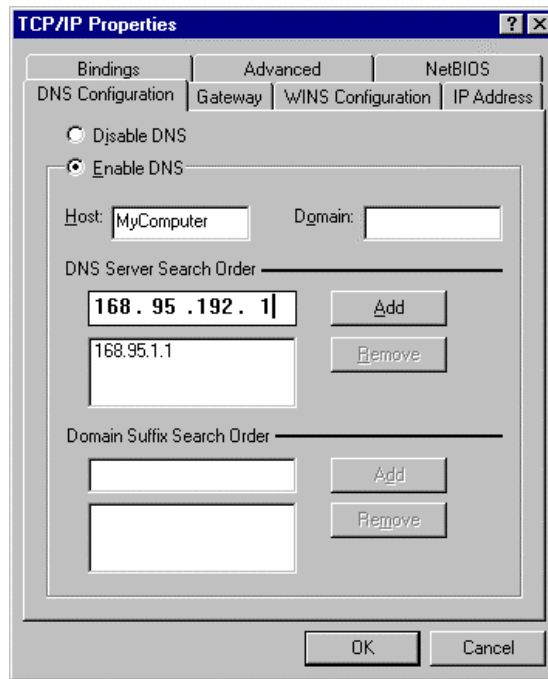 TCP/IP Properties
Bindings Advanced NetBIOS
DNS Configuration Gateway WINS Configuration IP Address
Disable DNS
Enable DNS
Host: MyComputer Domain:
DNS Server Search Order
168. 95 .192. 1 Add
168.95.1.1 Remove
Domain Suffix Search Order
Add
Remove
OK Cancel